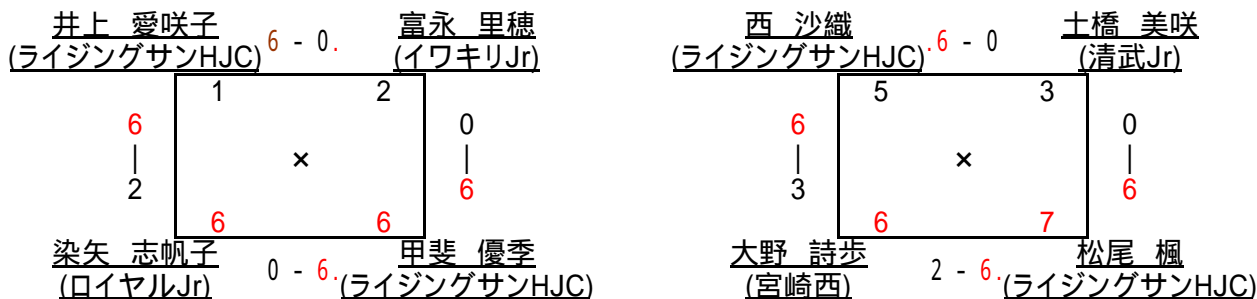 井上 愛咲子 富永 里穂 西 沙織 土橋 美咲
(ライジングサンHJC) 6 - 0. (イワキリJr) (ライジングサンHJC) .6 - 0 (清武Jr)
1 2 5 3
6 0 6 0
| × | | × |
2 6 3 6
6 6 6 7
染矢 志帆子 甲斐 優季 大野 詩歩 松尾 楓
(ロイヤルJr) 0 - 6. (ライジングサンHJC) (宮崎西) 2 - 6. (ライジングサンHJC)